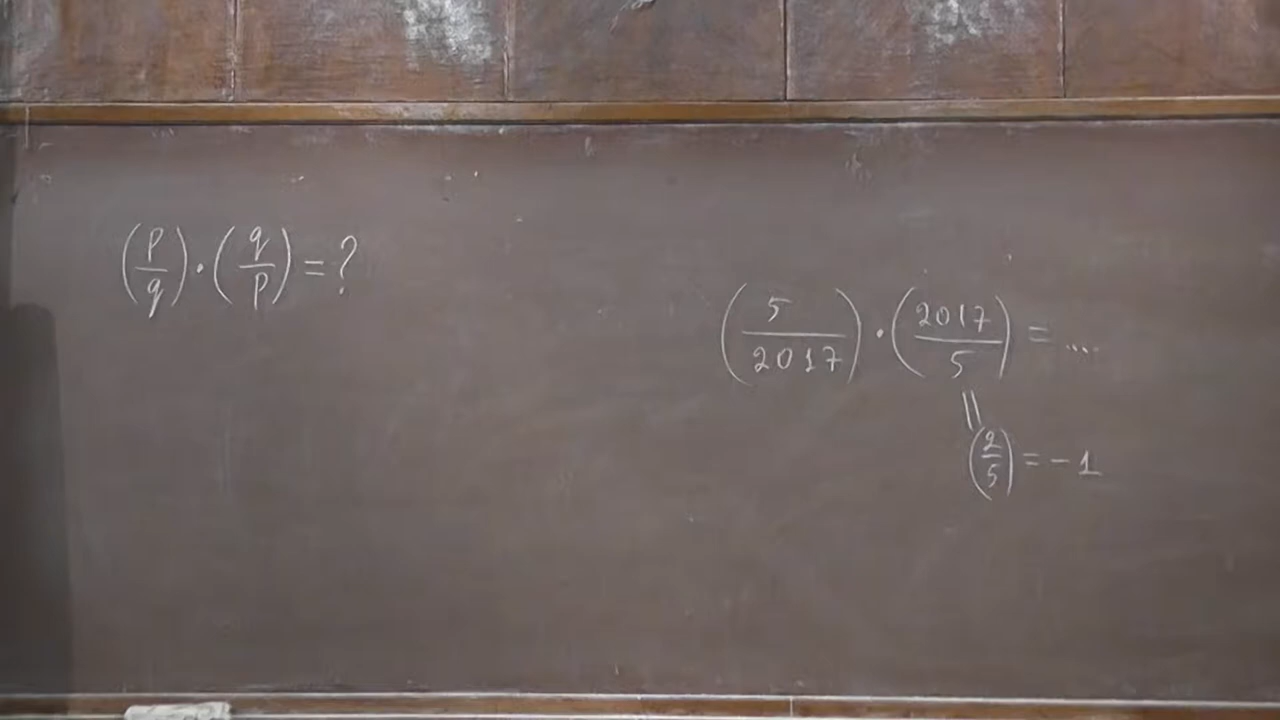 (p/q)·(q/p)=?
(5/2017)·(2017/5)=....
||
(2/5)=-1